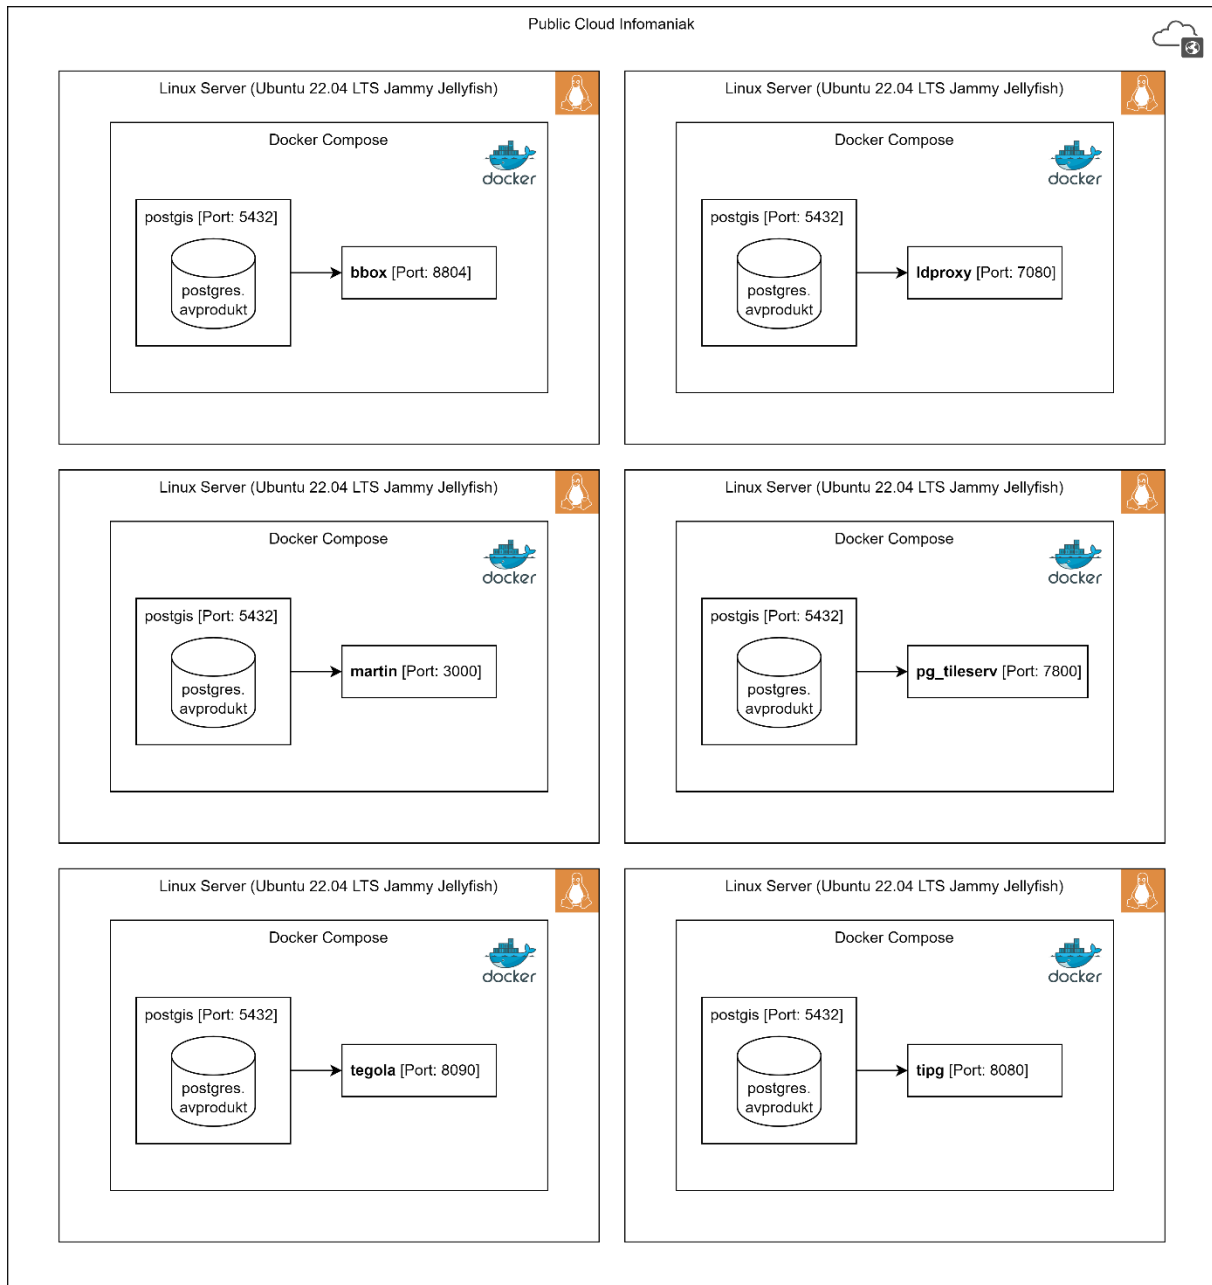 Public Cloud Infomaniak
Linux Server (Ubuntu 22.04 LTS Jammy Jellyfish)
Docker Compose
docker
postgis [Port: 5432]
postgres.
avprodukt
bbox [Port: 8804]
Linux Server (Ubuntu 22.04 LTS Jammy Jellyfish)
Docker Compose
docker
postgis [Port: 5432]
postgres.
avprodukt
ldproxy [Port: 7080]
Linux Server (Ubuntu 22.04 LTS Jammy Jellyfish)
Docker Compose
docker
postgis [Port: 5432]
postgres.
avprodukt
martin [Port: 3000]
Linux Server (Ubuntu 22.04 LTS Jammy Jellyfish)
Docker Compose
docker
postgis [Port: 5432]
postgres.
avprodukt
pg_tileserv [Port: 7800]
Linux Server (Ubuntu 22.04 LTS Jammy Jellyfish)
Docker Compose
docker
postgis [Port: 5432]
postgres.
avprodukt
tegola [Port: 8090]
Linux Server (Ubuntu 22.04 LTS Jammy Jellyfish)
Docker Compose
docker
postgis [Port: 5432]
postgres.
avprodukt
tipg [Port: 8080]